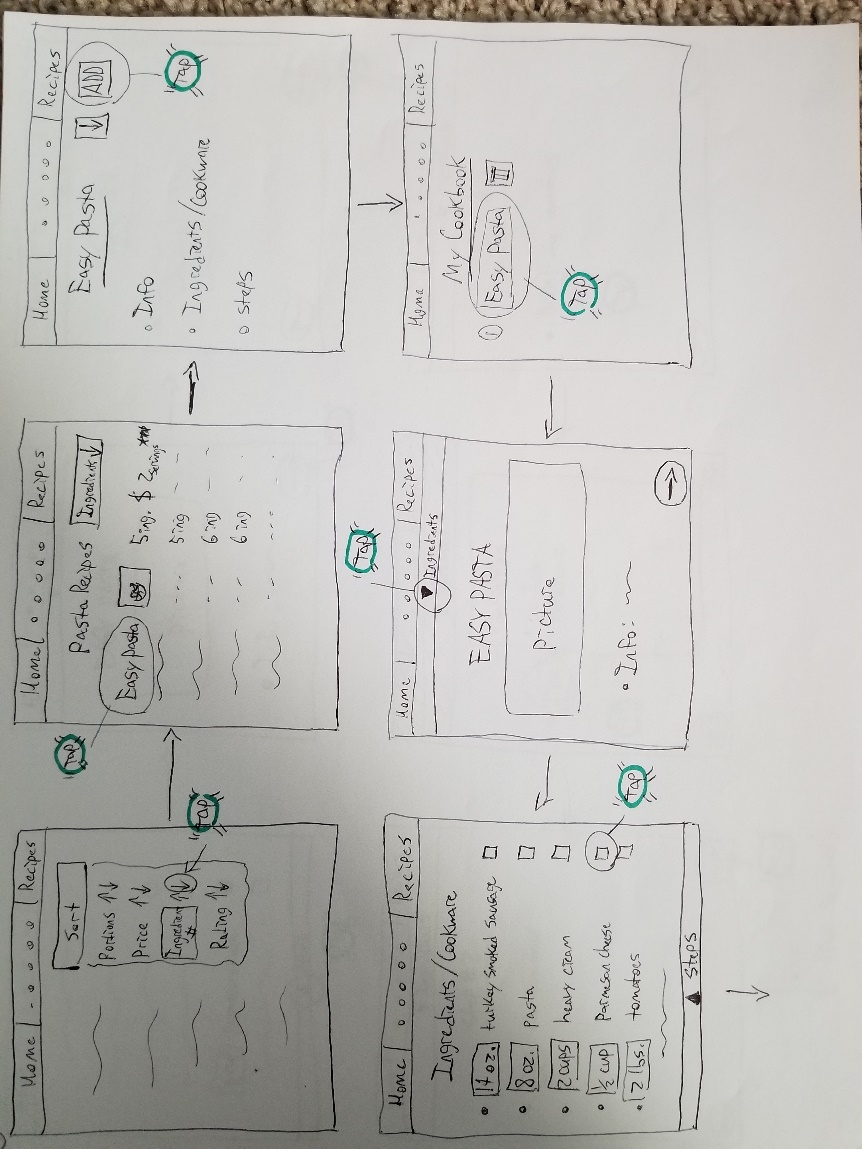 Home Recipes
Sort
Portions ↑↓
Price ↑↓
Ingredient # ↑↓
Rating ↑↓
Tap
Home Recipes
Pasta Recipes Ingredients ↓
Easy Pasta 5 ing. $ 2 servings
5 ing
6 ing
6 ing
Tap
Home Recipes
Easy Pasta ↓ ADD
Tap
• Info
• Ingredients/Cookware
• Steps
Home Recipes
Ingredients/Cookware
• 14 oz. turkey smoked sausage
• 8 oz. pasta
• 2 cups heavy cream
• ½ cup Parmesan cheese
• 2 lbs. tomatoes
Tap
▲ Steps
Home Recipes
Ingredients
Tap
EASY PASTA
Picture
• Info:
Home Recipes
My Cookbook
① Easy Pasta
Tap